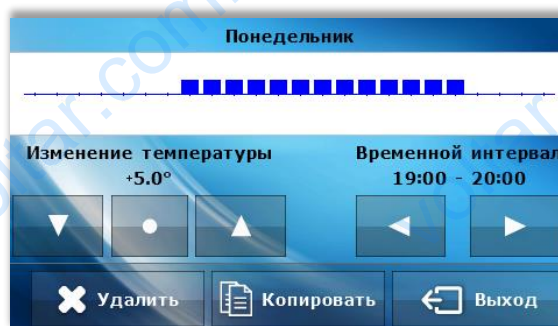 Понедельник
Изменение температуры
+5.0°
Временной интервал
19:00 - 20:00
Удалить
Копировать
Выход